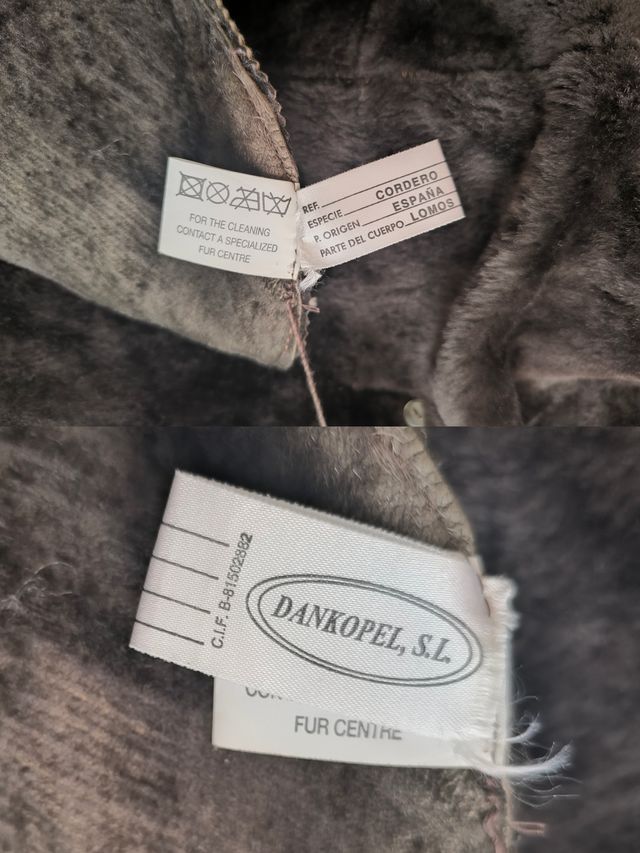 FOR THE CLEANING
CONTACT A SPECIALIZED
FUR CENTRE
REF.
ESPECIE CORDERO
P. ORIGEN ESPAÑA
PARTE DEL CUERPO LOMOS
C.I.F. B-81502882
DANKOPEL, S.L.
FUR CENTRE